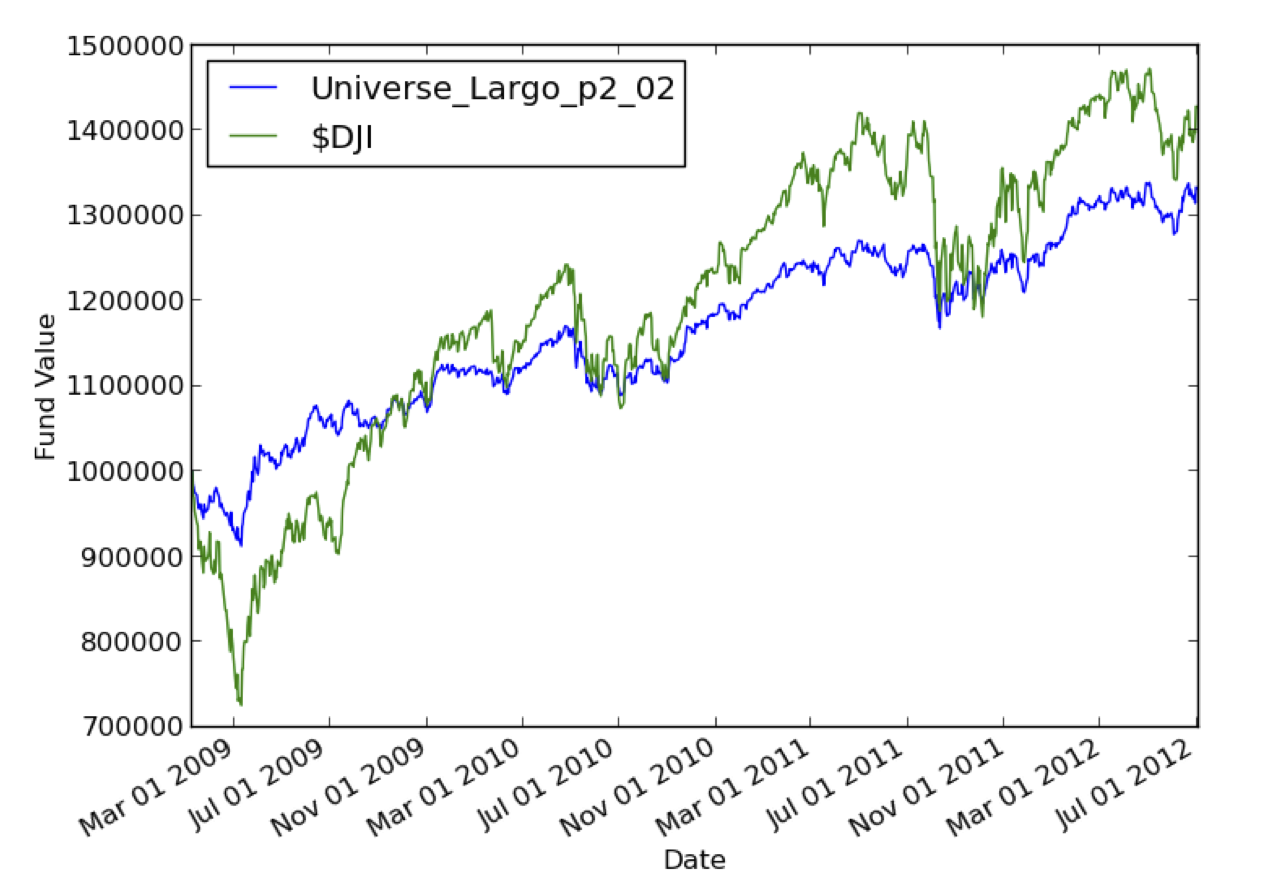 1500000
1400000
1300000
1200000
1100000
1000000
900000
800000
700000
Fund Value
Universe_Largo_p2_02
$DJI
Mar 01 2009
Jul 01 2009
Nov 01 2009
Mar 01 2010
Jul 01 2010
Nov 01 2010
Mar 01 2011
Jul 01 2011
Nov 01 2011
Mar 01 2012
Jul 01 2012
Date